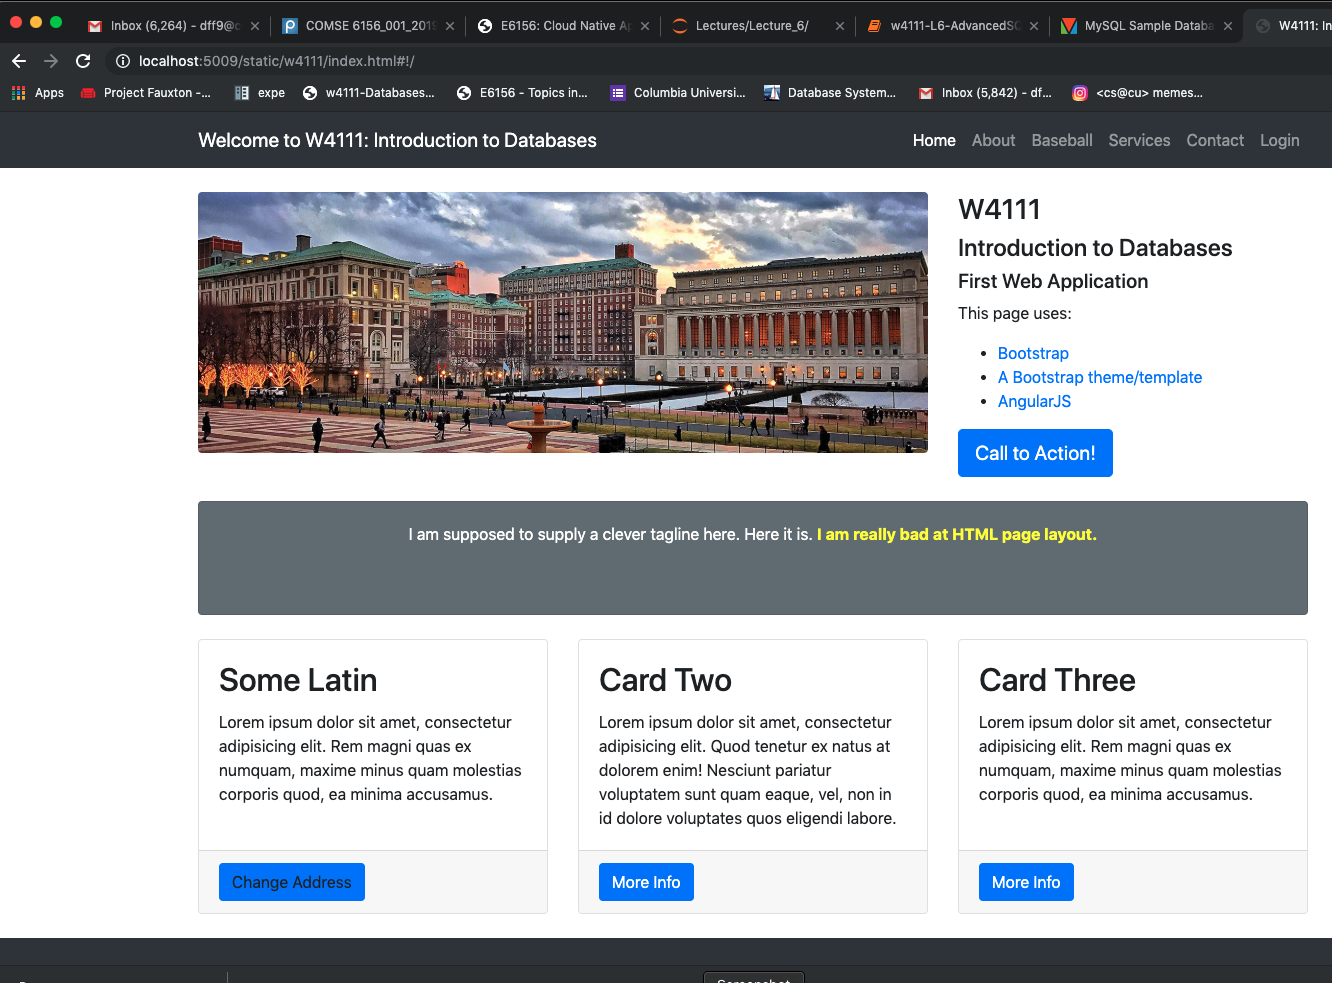 Inbox (6,264) - dff9@c
COMSE 6156_001_2019
E6156: Cloud Native Ap
Lectures/Lecture_6/
w4111-L6-AdvancedSQ
MySQL Sample Databa
W4111: In
localhost:5009/static/w4111/index.html#!/
Apps
Project Fauxton -...
expe
w4111-Databases...
E6156 - Topics in...
Columbia Universi...
Database System...
Inbox (5,842) - df...
<cs@cu> memes...
Welcome to W4111: Introduction to Databases
Home About Baseball Services Contact Login
W4111
Introduction to Databases
First Web Application
This page uses:
• Bootstrap
• A Bootstrap theme/template
• AngularJS
Call to Action!
I am supposed to supply a clever tagline here. Here it is. I am really bad at HTML page layout.
Some Latin
Lorem ipsum dolor sit amet, consectetur
adipisicing elit. Rem magni quas ex
numquam, maxime minus quam molestias
corporis quod, ea minima accusamus.
Change Address
Card Two
Lorem ipsum dolor sit amet, consectetur
adipisicing elit. Quod tenetur ex natus at
dolorem enim! Nesciunt pariatur
voluptatem sunt quam eaque, vel, non in
id dolore voluptates quos eligendi labore.
More Info
Card Three
Lorem ipsum dolor sit amet, consectetur
adipisicing elit. Rem magni quas ex
numquam, maxime minus quam molestias
corporis quod, ea minima accusamus.
More Info
Screenshot